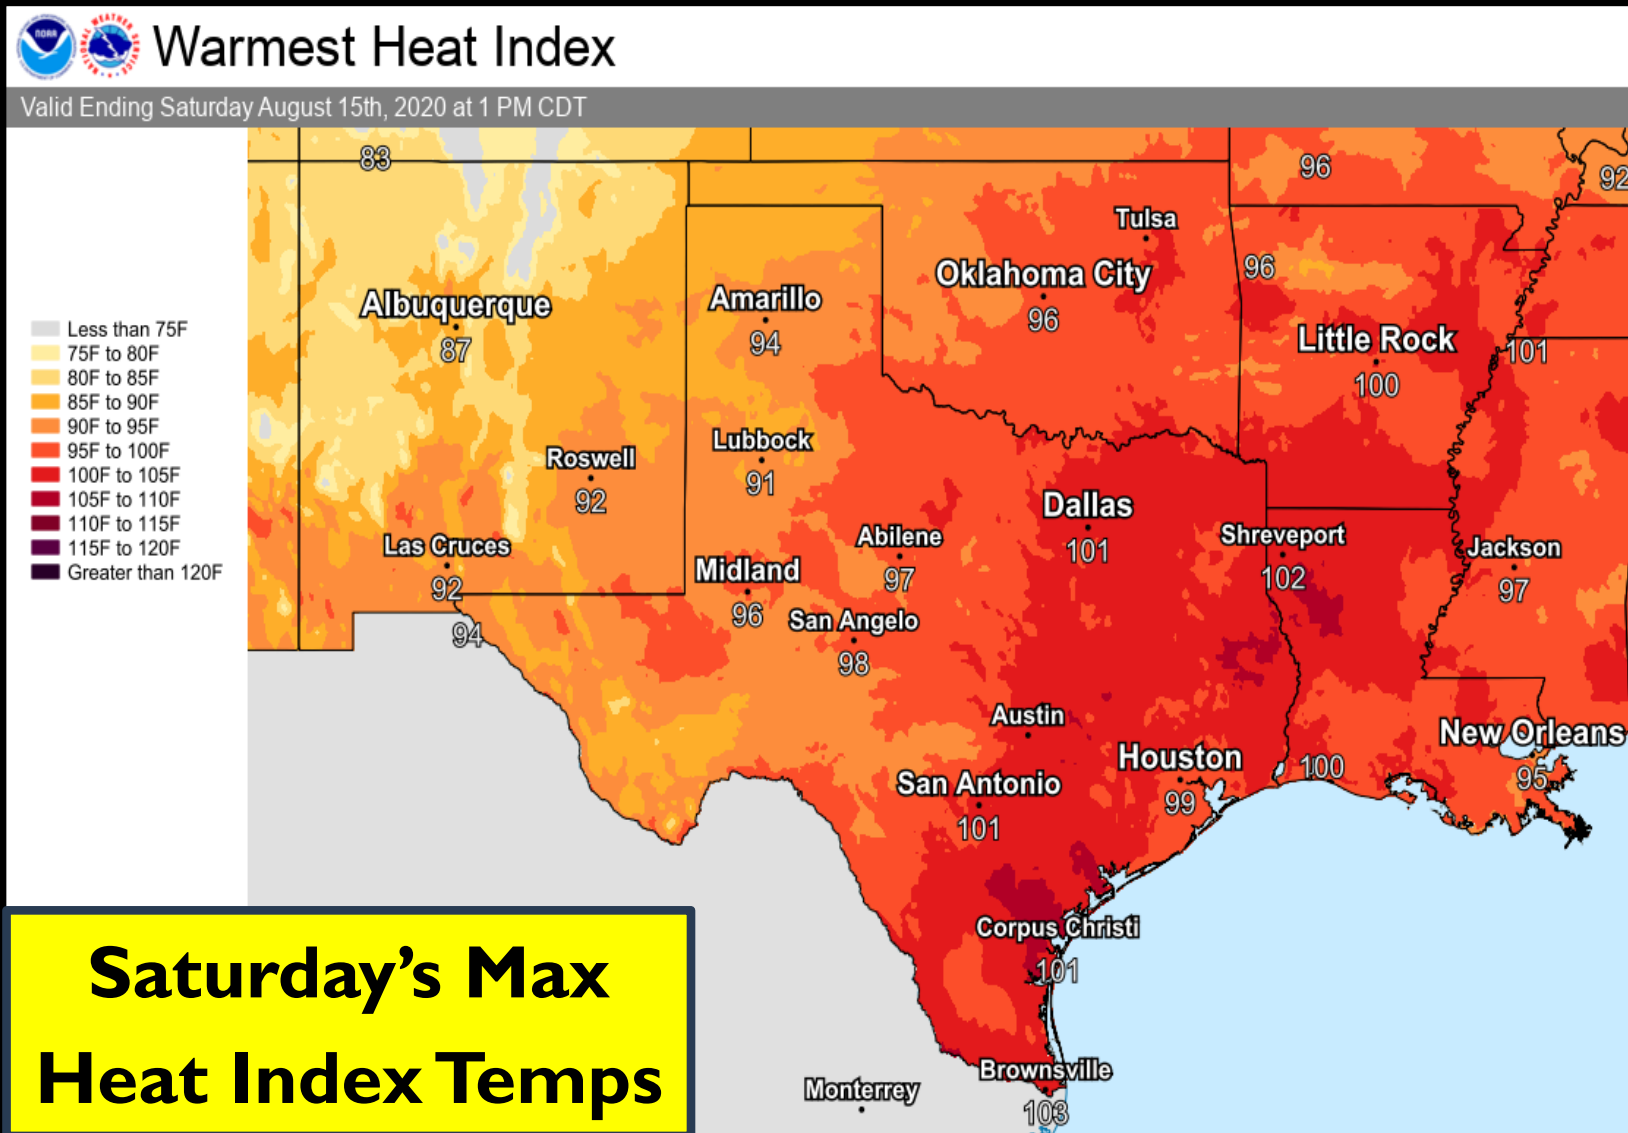 NOAA
NATIONAL WEATHER SERVICE
Warmest Heat Index
Valid Ending Saturday August 15th, 2020 at 1 PM CDT
Less than 75F
75F to 80F
80F to 85F
85F to 90F
90F to 95F
95F to 100F
100F to 105F
105F to 110F
110F to 115F
115F to 120F
Greater than 120F
83
96
92
Tulsa
Oklahoma City
96
96
Albuquerque
87
Amarillo
94
Little Rock
100
101
Lubbock
91
Roswell
92
Dallas
101
Abilene
97
Shreveport
102
Jackson
97
Las Cruces
92
94
Midland
96
San Angelo
98
Austin
Houston
99
New Orleans
95
100
San Antonio
101
Corpus Christi
101
Brownsville
103
Monterrey
Saturday’s Max
Heat Index Temps